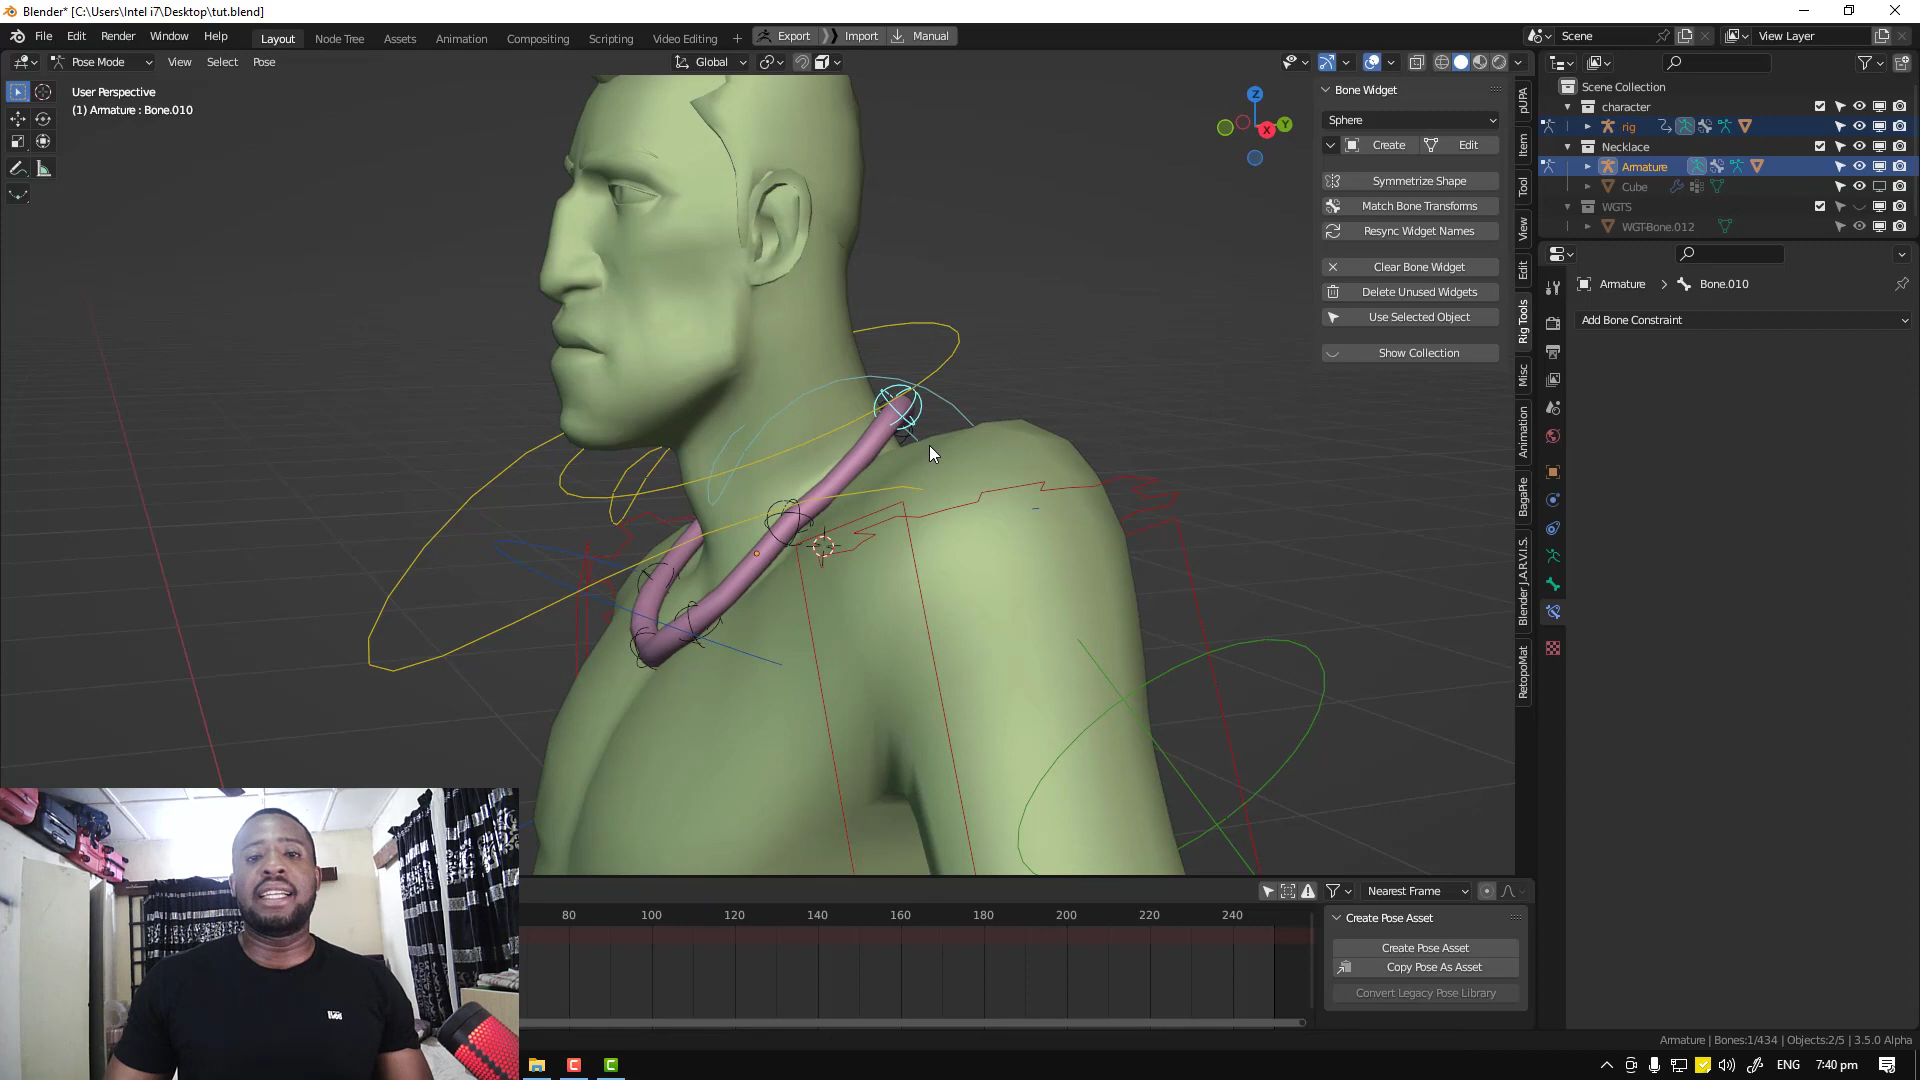 Blender* [C:\Users\Intel i7\Desktop\tut.blend]
File Edit Render Window Help Layout Node Tree Assets Animation Compositing Scripting Video Editing + Export Import Manual Scene View Layer
Pose Mode View Select Pose Global
User Perspective
(1) Armature : Bone.010
Z
Y
X
Bone Widget
Sphere
Create Edit
Symmetrize Shape
Match Bone Transforms
Resync Widget Names
Clear Bone Widget
Delete Unused Widgets
Use Selected Object
Show Collection
pUPA
Item
Tool
View
Edit
Rig Tools
Misc
Animation
BagaPie
Blender J.A.R.V.I.S.
RetopoMat
Scene Collection
character
rig
Necklace
Armature
Cube
WGTS
WGT-Bone.012
Armature > Bone.010
Add Bone Constraint
Nearest Frame
80 100 120 140 160 180 200 220 240
Create Pose Asset
Create Pose Asset
Copy Pose As Asset
Convert Legacy Pose Library
Armature | Bones:1/434 | Objects:2/5 | 3.5.0 Alpha
ENG 7:40 pm